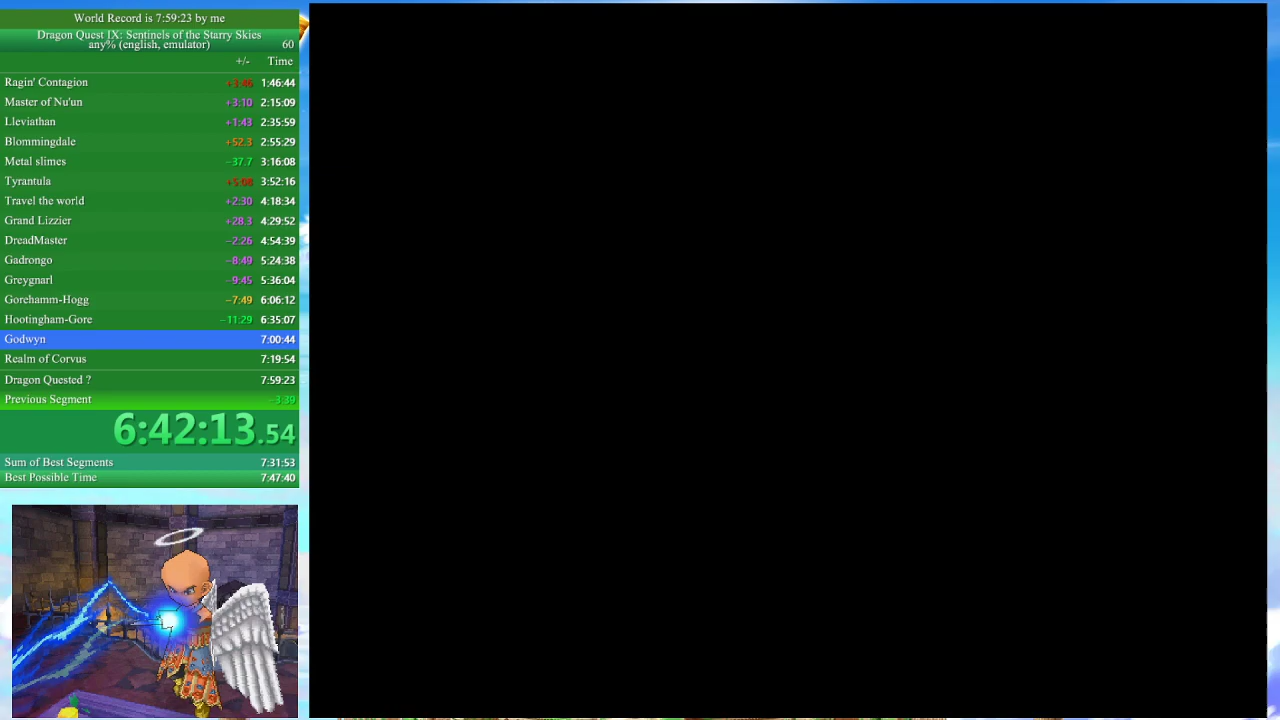 World Record is 7:59:23 by me
Dragon Quest IX: Sentinels of the Starry Skies
any% (english, emulator) 60
+/- Time
Ragin' Contagion +3:46 1:46:44
Master of Nu'un +3:10 2:15:09
Lleviathan +1:43 2:35:59
Blommingdale +52.3 2:55:29
Metal slimes −37.7 3:16:08
Tyrantula +5:08 3:52:16
Travel the world +2:30 4:18:34
Grand Lizzier +28.3 4:29:52
DreadMaster −2:26 4:54:39
Gadrongo −8:49 5:24:38
Greygnarl −9:45 5:36:04
Gorehamm-Hogg −7:49 6:06:12
Hootingham-Gore −11:29 6:35:07
Godwyn 7:00:44
Realm of Corvus 7:19:54
Dragon Quested ? 7:59:23
Previous Segment −3:39
6:42:13.54
Sum of Best Segments 7:31:53
Best Possible Time 7:47:40